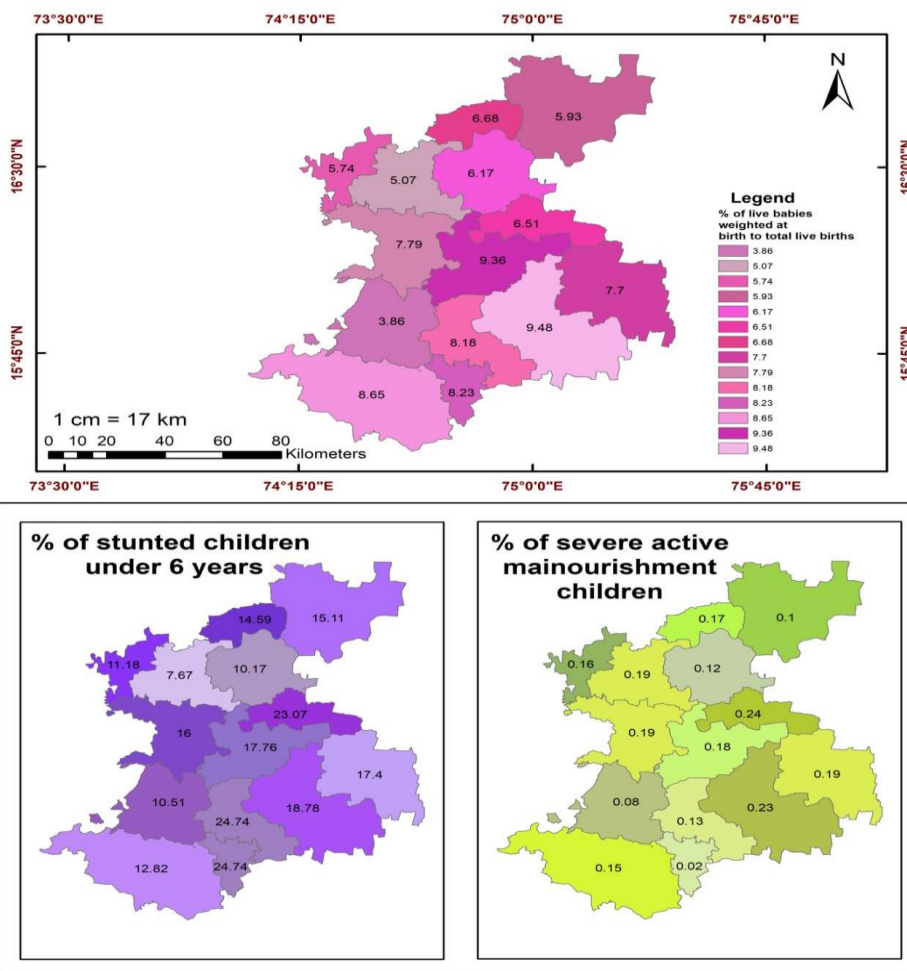 73°30'0"E 74°15'0"E 75°0'0"E 75°45'0"E
N
6.68
5.93
16°30'0"N
16°30'0"N
5.74
5.07
6.17
Legend
% of live babies
weighted at
birth to total live births
3.86
5.07
5.74
5.93
6.17
6.51
6.68
7.7
7.79
8.18
8.23
8.65
9.36
9.48
6.51
7.79
9.36
7.7
3.86
8.18
9.48
15°45'0"N
15°45'0"N
8.65
8.23
1 cm = 17 km
0 10 20 40 60 80
Kilometers
73°30'0"E 74°15'0"E 75°0'0"E 75°45'0"E
% of stunted children
under 6 years
14.59
15.11
11.18
7.67
10.17
23.07
16
17.76
17.4
10.51
18.78
24.74
12.82
24.74
% of severe active
mainourishment
children
0.17
0.1
0.16
0.19
0.12
0.24
0.19
0.18
0.19
0.08
0.13
0.23
0.15
0.02